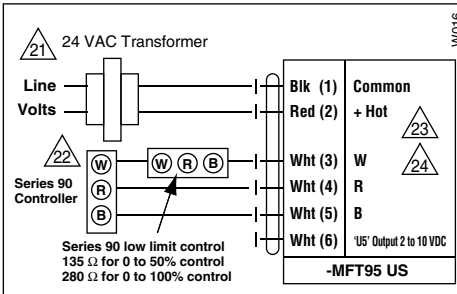 21 24 VAC Transformer
W016
Line
Volts
Blk (1) Common
Red (2) + Hot
23
22
24
W W R B Wht (3) W
Series 90
Controller
R Wht (4) R
B Wht (5) B
Series 90 low limit control
135 Ω for 0 to 50% control
280 Ω for 0 to 100% control
Wht (6) 'U5' Output 2 to 10 VDC
-MFT95 US